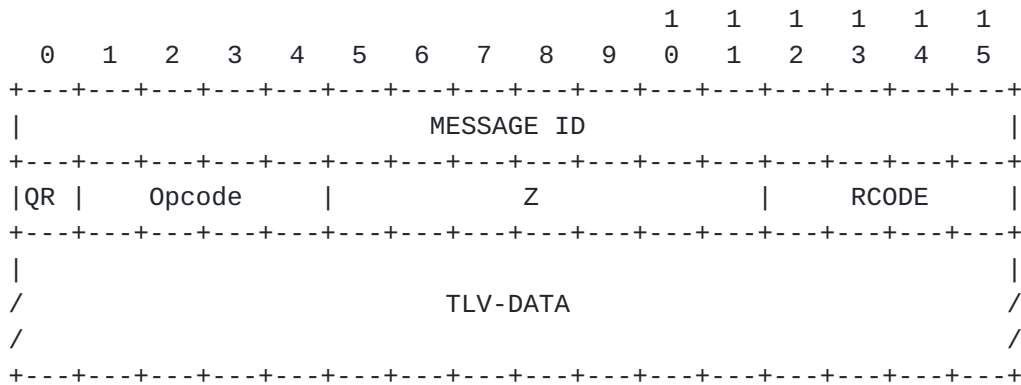 1   1   1   1   1   1
   0   1   2   3   4   5   6   7   8   9   0   1   2   3   4   5
 +---+---+---+---+---+---+---+---+---+---+---+---+---+---+---+---+
 |                          MESSAGE ID                           |
 +---+---+---+---+---+---+---+---+---+---+---+---+---+---+---+---+
 |QR |    Opcode     |            Z              |     RCODE     |
 +---+---+---+---+---+---+---+---+---+---+---+---+---+---+---+---+
 |                                                               |
 /                           TLV-DATA                            /
 /                                                               /
 +---+---+---+---+---+---+---+---+---+---+---+---+---+---+---+---+